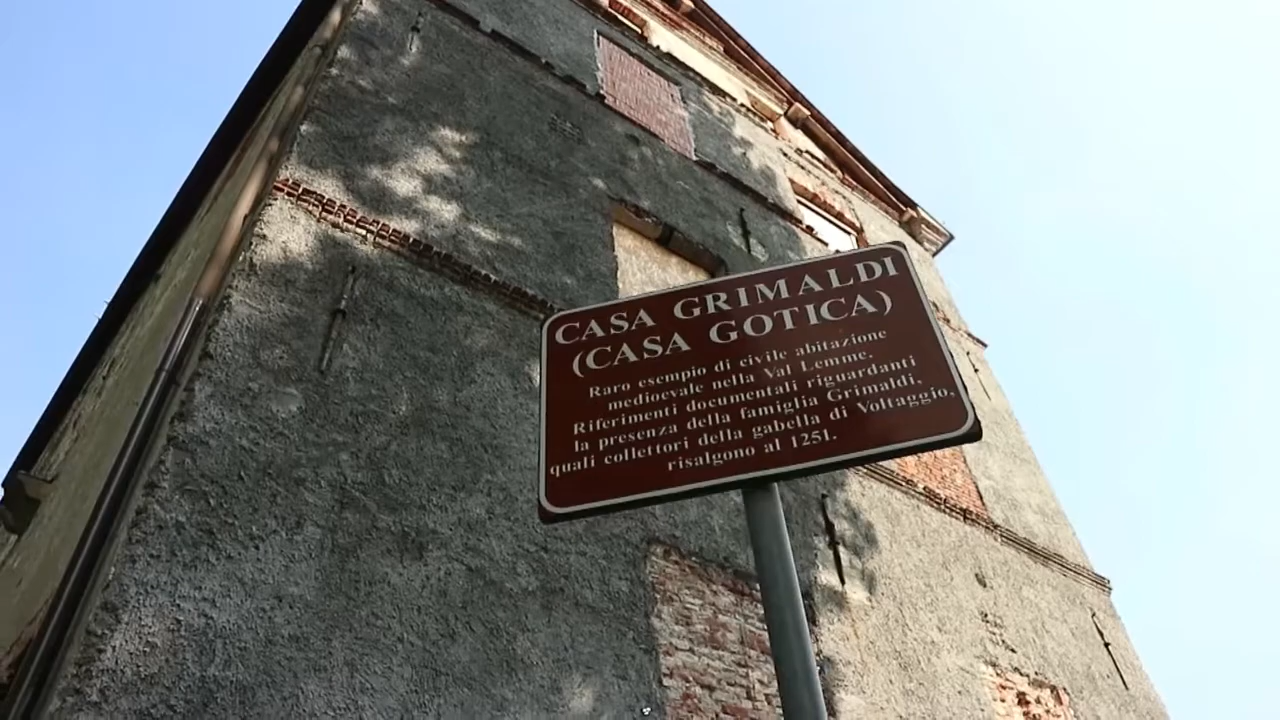 CASA GRIMALDI
(CASA GOTICA)
Raro esempio di civile abitazione
medioevale nella Val Lemme.
Riferimenti documentali riguardanti
la presenza della famiglia Grimaldi,
quali collettori della gabella di Voltaggio,
risalgono al 1251.